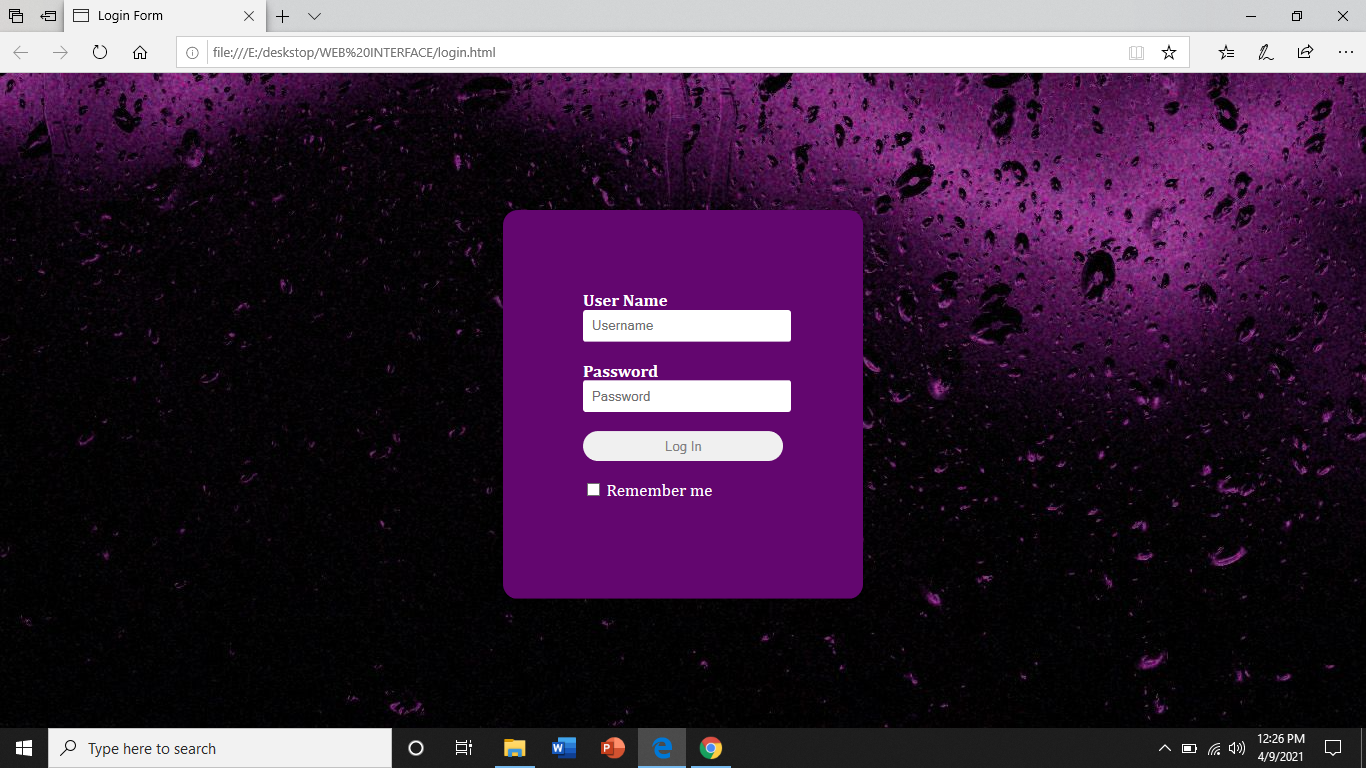 Login Form
file:///E:/deskstop/WEB%20INTERFACE/login.html
User Name
Username
Password
Password
Log In
Remember me
Type here to search
12:26 PM
4/9/2021